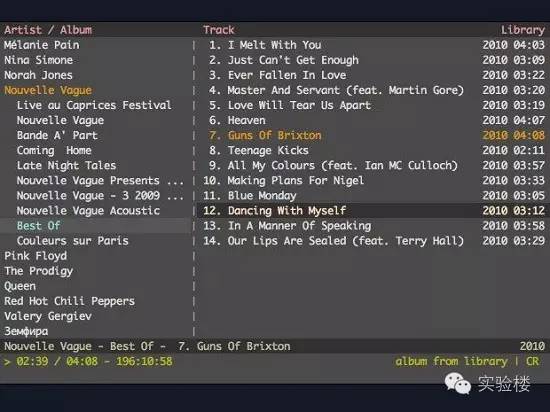 Artist / Album Track Library
Mélanie Pain | 1. I Melt With You 2010 04:03
Nina Simone | 2. Just Can't Get Enough 2010 03:09
Norah Jones | 3. Ever Fallen In Love 2010 03:22
Nouvelle Vague | 4. Master And Servant (feat. Martin Gore) 2010 03:20
Live au Caprices Festival | 5. Love Will Tear Us Apart 2010 03:19
Nouvelle Vague | 6. Heaven 2010 04:07
Bande A' Part | 7. Guns Of Brixton 2010 04:08
Coming Home | 8. Teenage Kicks 2010 02:11
Late Night Tales | 9. All My Colours (feat. Ian MC Culloch) 2010 03:57
Nouvelle Vague Presents ... | 10. Making Plans For Nigel 2010 03:33
Nouvelle Vague - 3 2009 ... | 11. Blue Monday 2010 03:05
Nouvelle Vague Acoustic | 12. Dancing With Myself 2010 03:12
Best Of | 13. In A Manner Of Speaking 2010 03:58
Couleurs sur Paris | 14. Our Lips Are Sealed (feat. Terry Hall) 2010 03:29
Pink Floyd |
The Prodigy |
Queen |
Red Hot Chili Peppers |
Valery Gergiev |
Земфира |
Nouvelle Vague - Best Of - 7. Guns Of Brixton 2010
> 02:39 / 04:08 - 196:10:58 album from library | CR
实验楼